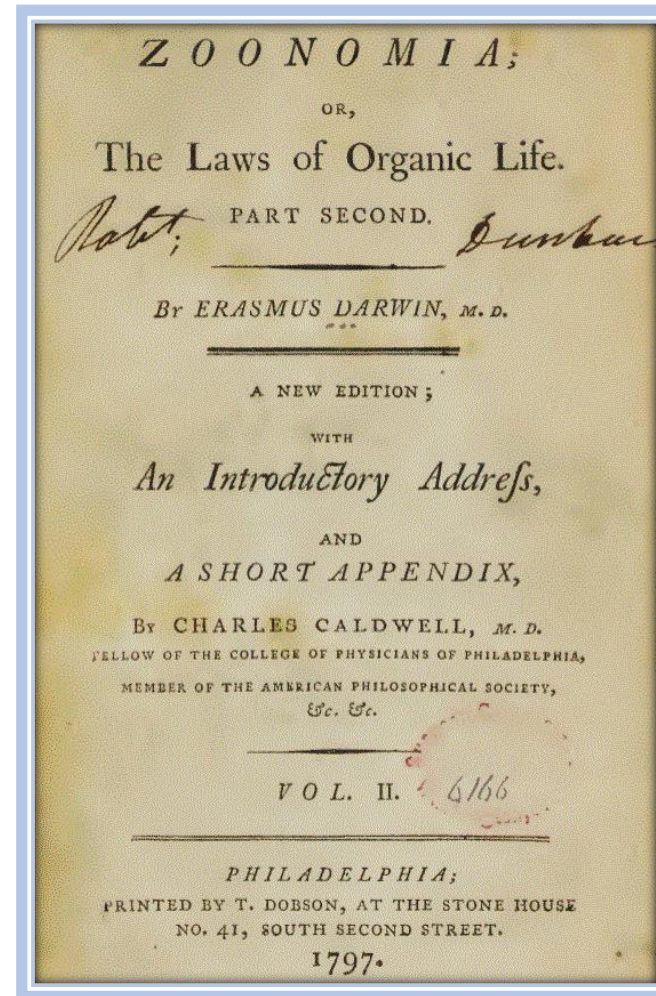 ZOONOMIA;
OR,
The Laws of Organic Life.
PART SECOND.
Robt; Dunbar
By ERASMUS DARWIN, M. D.
A NEW EDITION;
WITH
An Introductory Addreſs,
AND
A SHORT APPENDIX,
By CHARLES CALDWELL, M. D.
FELLOW OF THE COLLEGE OF PHYSICIANS OF PHILADELPHIA,
MEMBER OF THE AMERICAN PHILOSOPHICAL SOCIETY,
&c. &c.
VOL. II. 6166
PHILADELPHIA;
PRINTED BY T. DOBSON, AT THE STONE HOUSE
NO. 41, SOUTH SECOND STREET.
1797.